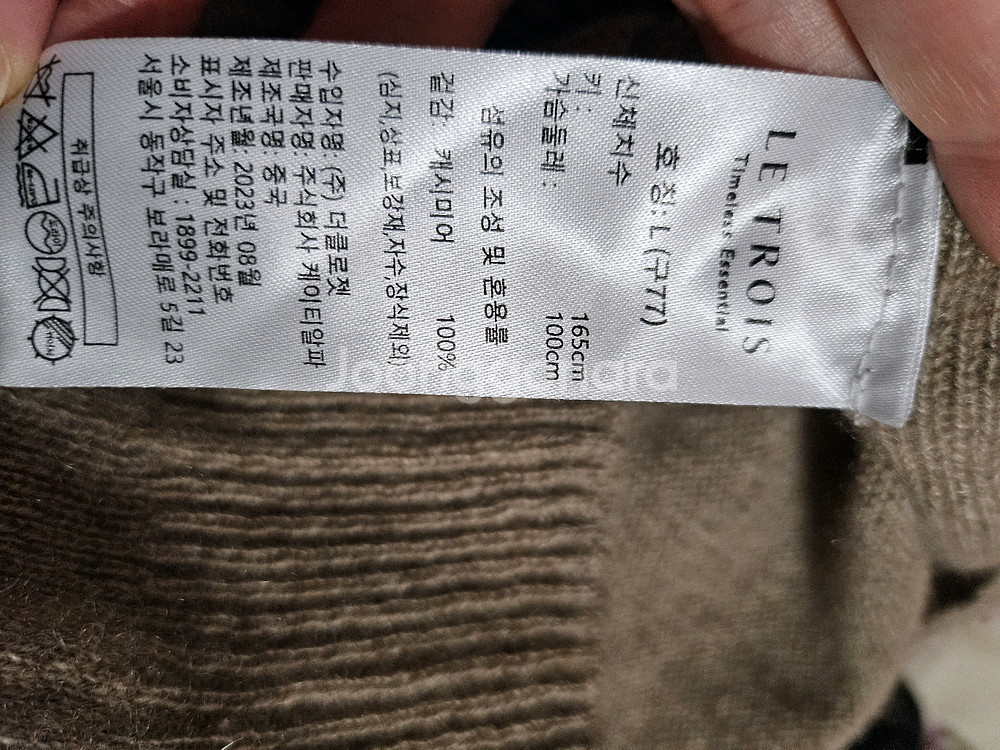 LE TROIS
Timeless Essential
호 칭: L (구77)
신체치수
키 : 165cm
가슴둘레 : 100cm
섬유의 조성 및 혼용률
겉감: 캐시미어 100%
(심지,상표,보강재,자수,장식제외)
수입자명: (주) 더클로젯
판매자명: 주식회사 케이티알파
제조국명: 중국
제조년월: 2023년 08월
표시자 주소 및 전화번호
소비자상담실 : 1899-2211
서울시 동작구 보라매로 5길 23
취급상 주의사항
joonggonara